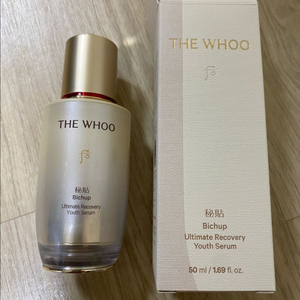 THE WHOO
秘貼
Bichup
Ultimate Recovery
Youth Serum
THE WHOO
秘貼
Bichup
Ultimate Recovery
Youth Serum
50 ml / 1.69 fl. oz.